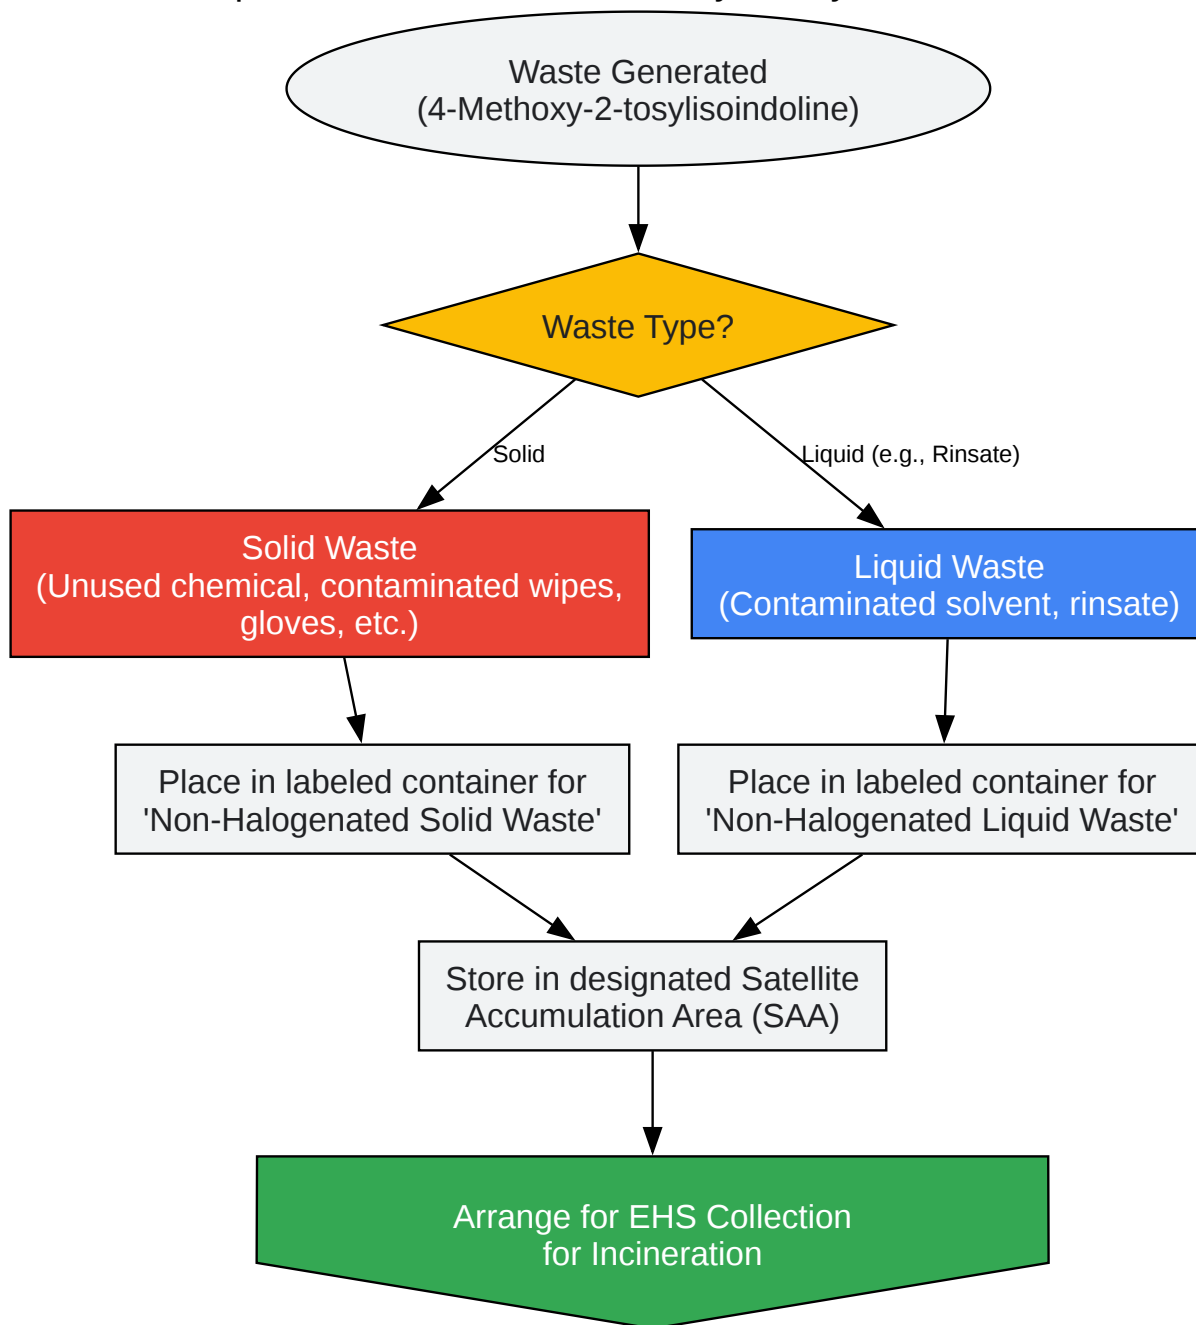 Waste Generated
(4-Methoxy-2-tosylisoindoline)
Waste Type?
Solid
Liquid (e.g., Rinsate)
Solid Waste
(Unused chemical, contaminated wipes,
gloves, etc.)
Liquid Waste
(Contaminated solvent, rinsate)
Place in labeled container for
'Non-Halogenated Solid Waste'
Place in labeled container for
'Non-Halogenated Liquid Waste'
Store in designated Satellite
Accumulation Area (SAA)
Arrange for EHS Collection
for Incineration